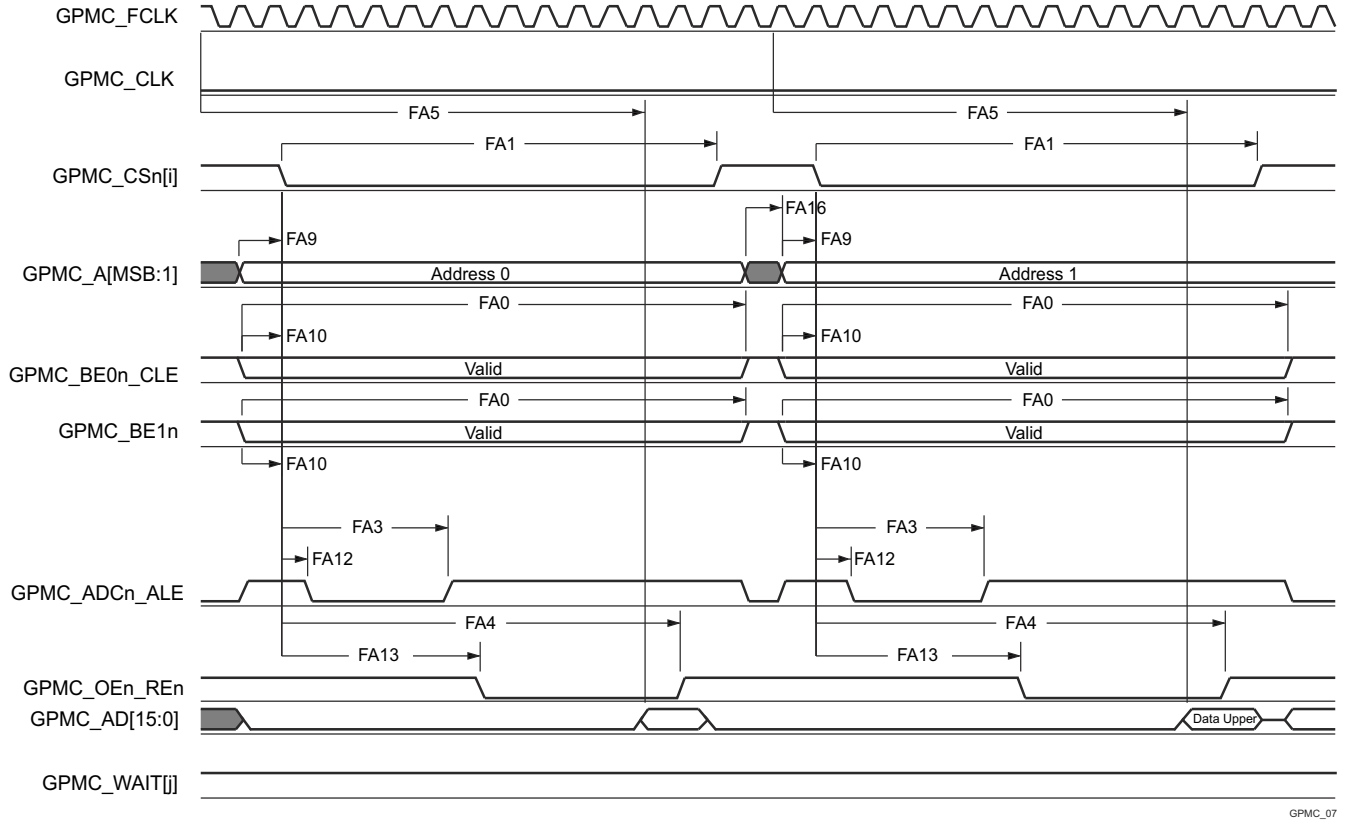 GPMC_FCLK
GPMC_CLK
FA5 FA5
FA1 FA1
GPMC_CSn[i]
FA16
FA9 FA9
GPMC_A[MSB:1] Address 0 Address 1
FA0 FA0
FA10 FA10
GPMC_BE0n_CLE Valid Valid
FA0 FA0
GPMC_BE1n Valid Valid
FA10 FA10
FA3 FA3
FA12 FA12
GPMC_ADCn_ALE
FA4 FA4
FA13 FA13
GPMC_OEn_REn
GPMC_AD[15:0] Data Upper
GPMC_WAIT[j]
GPMC_07